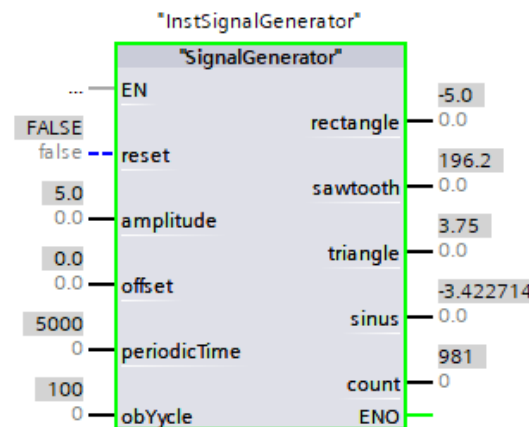 "InstSignalGenerator"
"SignalGenerator"
... EN
-5.0
rectangle 0.0
FALSE
false reset
196.2
sawtooth 0.0
5.0
0.0 amplitude
3.75
triangle 0.0
0.0
0.0 offset
-3.422714
sinus 0.0
5000
0 periodicTime
981
count 0
100
0 obYycle ENO